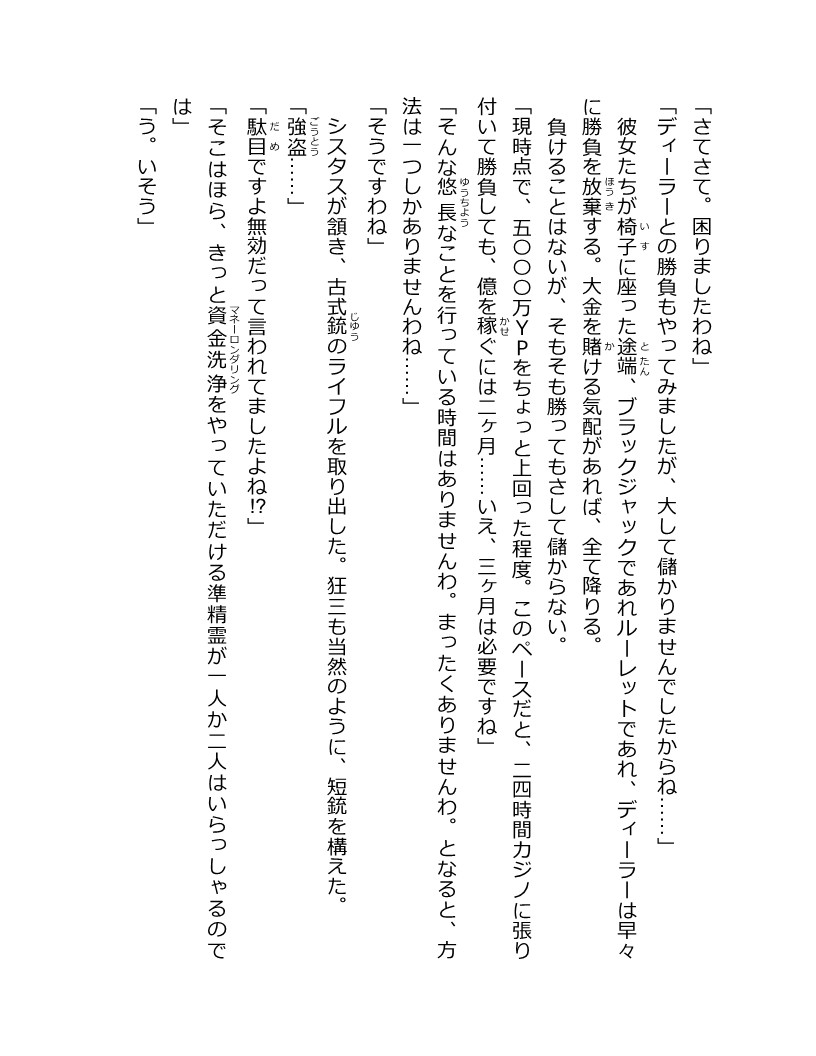 「さてさて。困りましたわね」
「ディーラーとの勝負もやってみましたが、大して儲かりませんでしたからね……」
　彼女たちが椅子に座った途端、ブラックジャックであれルーレットであれ、ディーラーは早々
に勝負を放棄する。大金を賭ける気配があれば、全て降りる。
　負けることはないが、そもそも勝ってもさして儲からない。
「現時点で、五〇〇〇万ＹＰをちょっと上回った程度。このペースだと、二四時間カジノに張り
付いて勝負しても、億を稼ぐには二ヶ月……いえ、三ヶ月は必要ですね」
「そんな悠長なことを行っている時間はありませんわ。まったくありませんわ。となると、方
法は一つしかありませんわね……」
「そうですわね」
　シスタスが頷き、古式銃のライフルを取り出した。狂三も当然のように、短銃を構えた。
「強盗……」
「駄目ですよ無効だって言われてましたよね!?」
「そこはほら、きっと資金洗浄をやっていただける準精霊が一人か二人はいらっしゃるので
は」
「う。いそう」